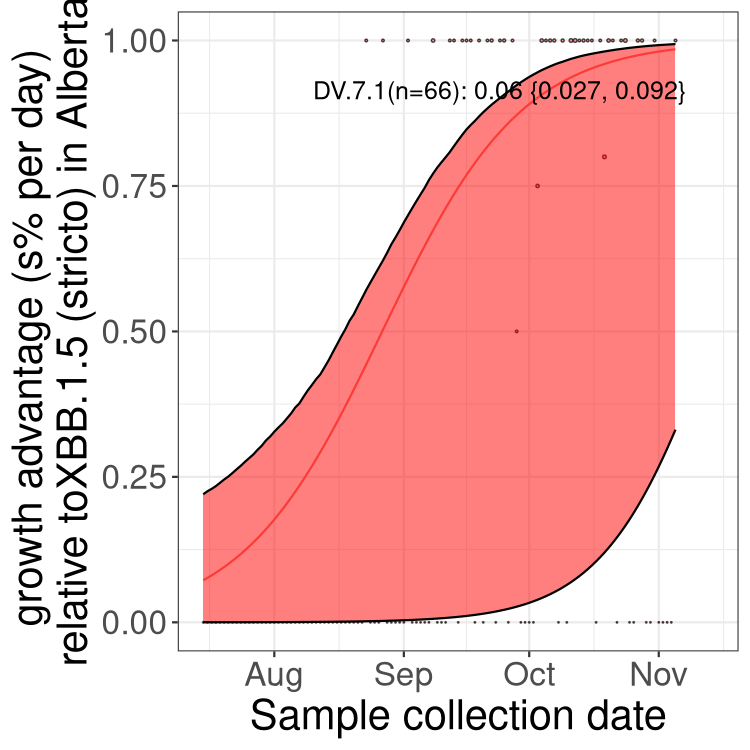 growth advantage (s% per day)
relative toXBB.1.5 (stricto) in Alberta
1.00
0.75
0.50
0.25
0.00
DV.7.1(n=66): 0.06 {0.027, 0.092}
Aug Sep Oct Nov
Sample collection date